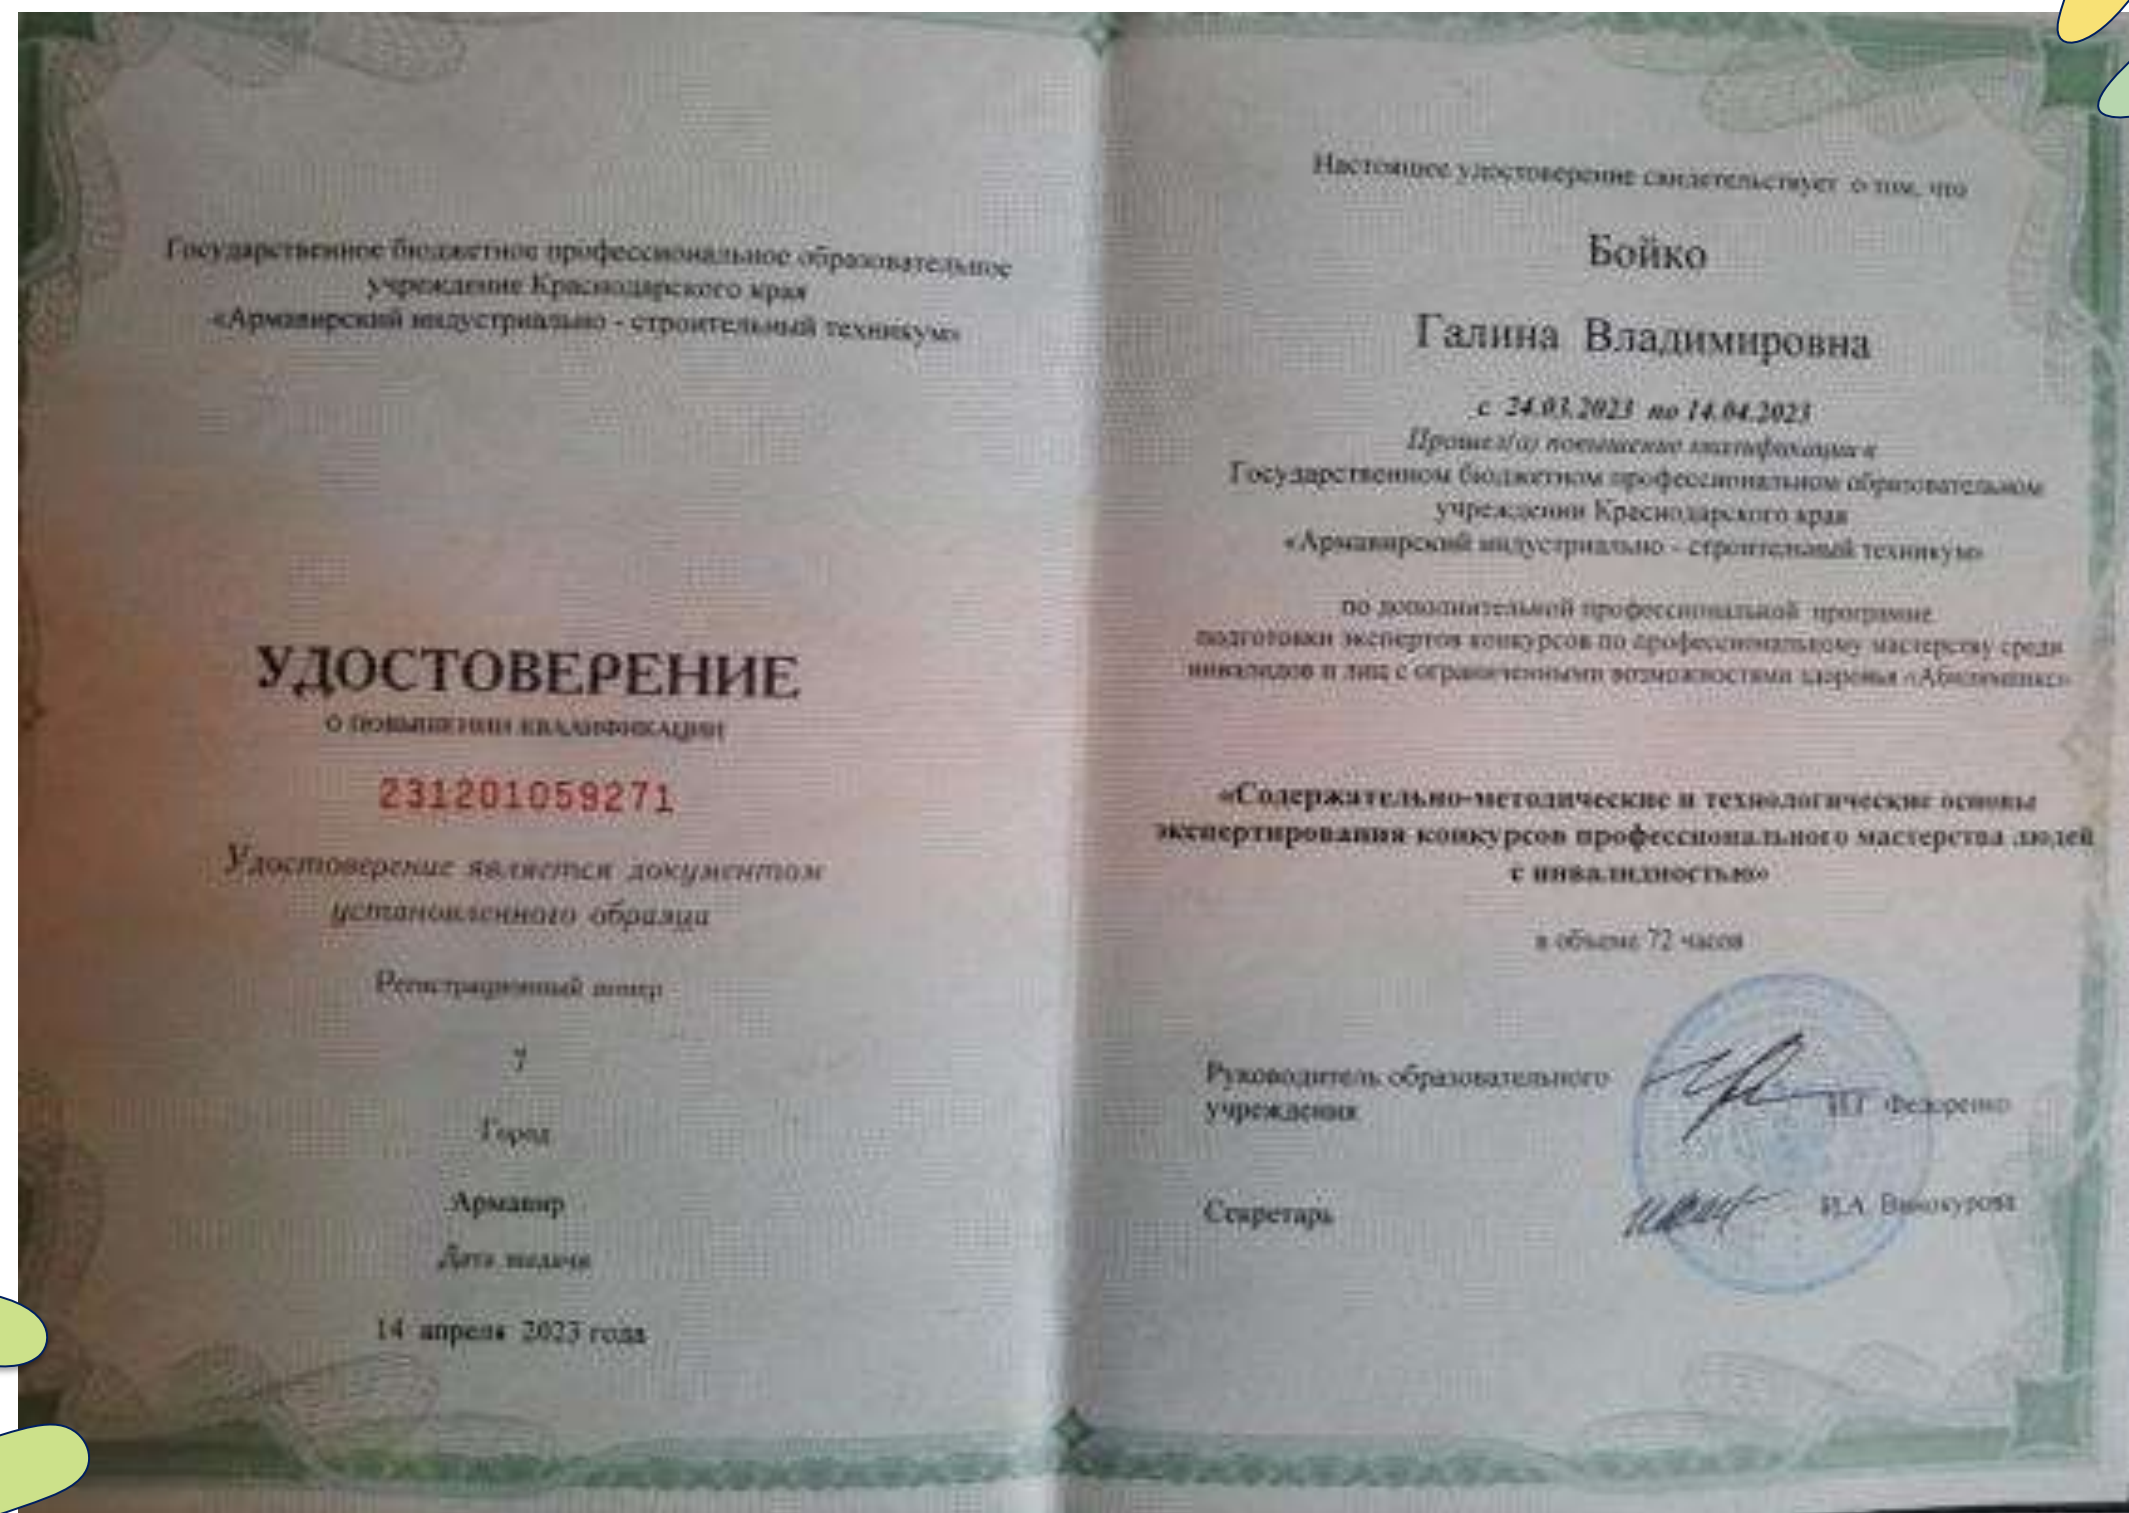 Государственное бюджетное профессиональное образовательное
учреждение Краснодарского края
«Армавирский индустриально - строительный техникум»
УДОСТОВЕРЕНИЕ
О ПОВЫШЕНИИ КВАЛИФИКАЦИИ
231201059271
Удостоверение является документом
установленного образца
Регистрационный номер
7
Город
Армавир
Дата выдачи
14 апреля 2023 года
Настоящее удостоверение свидетельствует о том, что
Бойко
Галина Владимировна
с 24.03.2023 по 14.04.2023
Прошел(а) повышение квалификации в
Государственном бюджетном профессиональном образовательном
учреждении Краснодарского края
«Армавирский индустриально - строительный техникум»
по дополнительной профессиональной программе
подготовки экспертов конкурсов по профессиональному мастерству среди
инвалидов и лиц с ограниченными возможностями здоровья «Абилимпикс»
«Содержательно-методические и технологические основы
экспертирования конкурсов профессионального мастерства людей
с инвалидностью»
в объеме 72 часов
Руководитель образовательного
учреждения
Федоренко
Секретарь
И.А. Винокурова